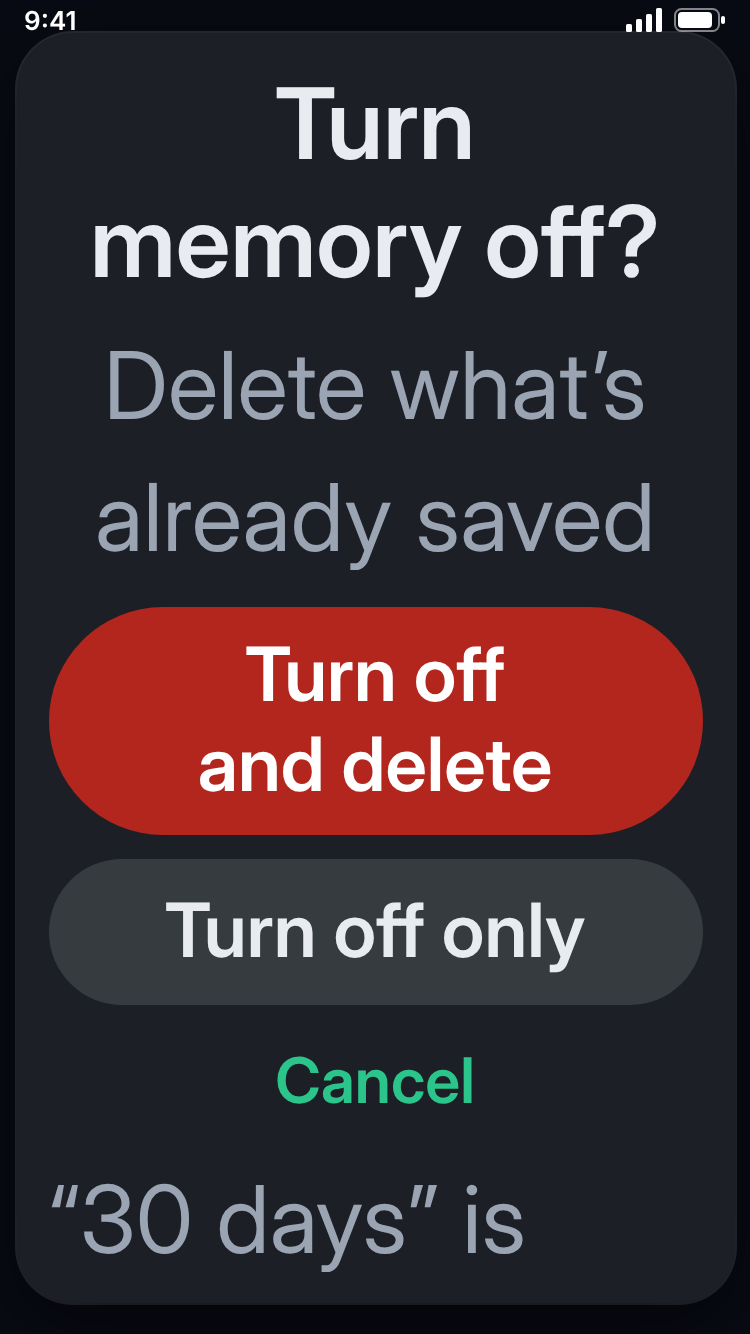 9:41
Turn
memory off?
Delete what’s
already saved
Turn off
and delete
Turn off only
Cancel
“30 days” is